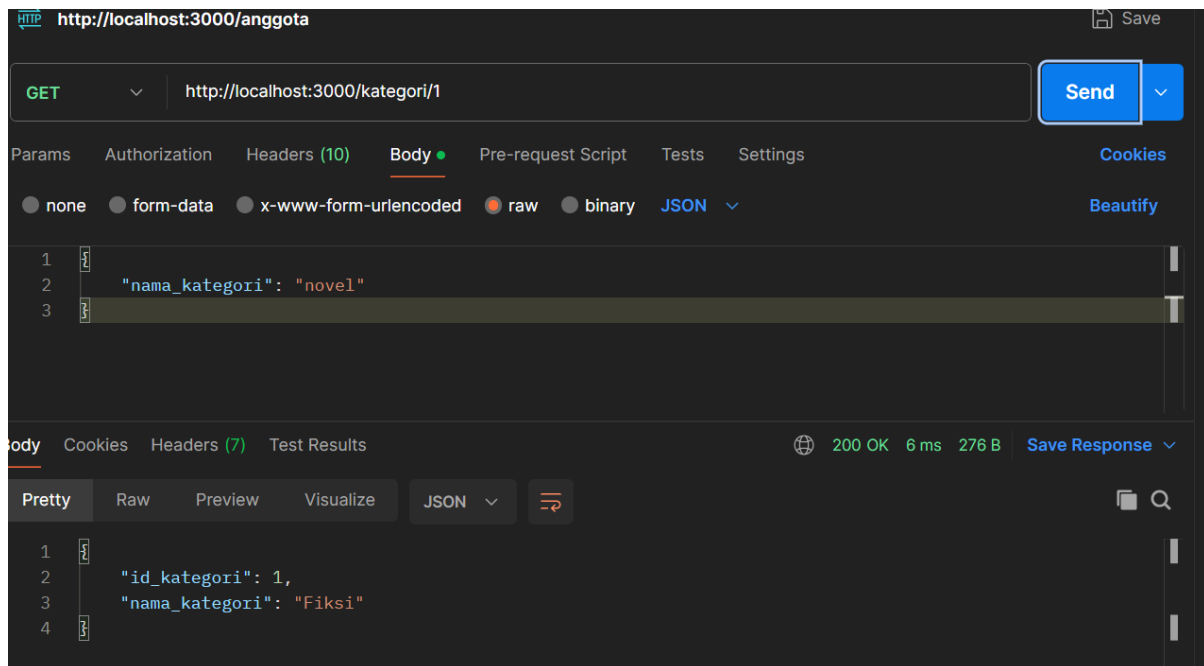 HTTP http://localhost:3000/anggota Save
GET http://localhost:3000/kategori/1 Send
Params Authorization Headers (10) Body Pre-request Script Tests Settings Cookies
none form-data x-www-form-urlencoded raw binary JSON Beautify
1 {
2 "nama_kategori": "novel"
3 }
Body Cookies Headers (7) Test Results 200 OK 6 ms 276 B Save Response
Pretty Raw Preview Visualize JSON
1 {
2 "id_kategori": 1,
3 "nama_kategori": "Fiksi"
4 }